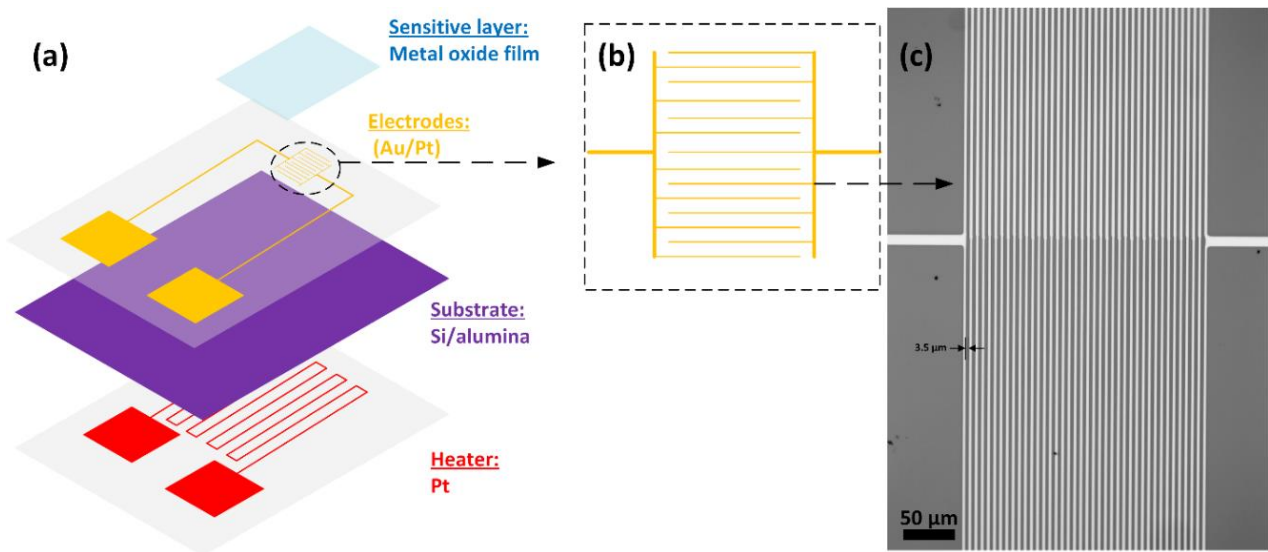 (a)
Sensitive layer:
Metal oxide film
Electrodes:
(Au/Pt)
Substrate:
Si/alumina
Heater:
Pt
(b)
(c)
3.5 µm
50 µm